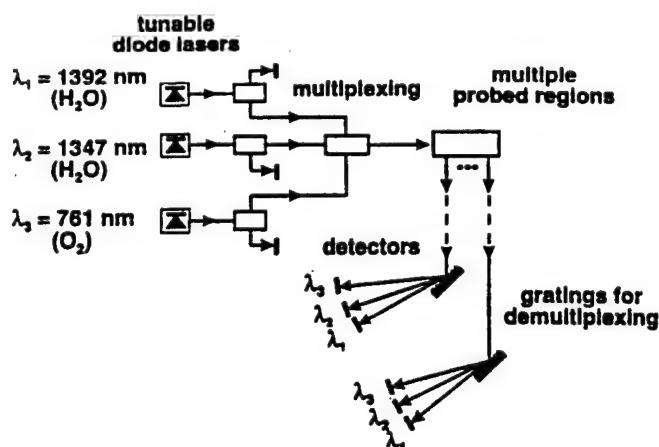 tunable
diode lasers
λ₁ = 1392 nm
(H₂O)
multiplexing
multiple
probed regions
λ₂ = 1347 nm
(H₂O)
λ₃ = 761 nm
(O₂)
...
detectors
λ₃
λ₂
λ₁
gratings for
demultiplexing
λ₃
λ₂